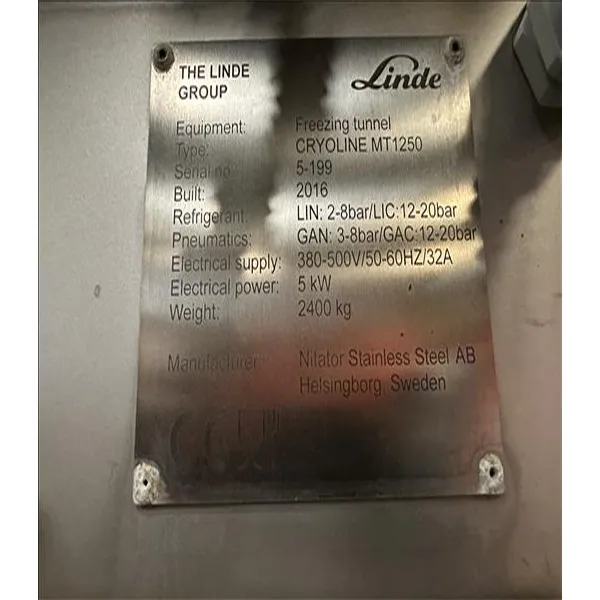 THE LINDE
GROUP
Linde
Equipment: Freezing tunnel
Type: CRYOLINE MT1250
Serial no 5-199
Built: 2016
Refrigerant: LIN: 2-8bar/LIC:12-20bar
Pneumatics: GAN: 3-8bar/GAC:12-20bar
Electrical supply: 380-500V/50-60HZ/32A
Electrical power: 5 kW
Weight: 2400 kg
Manufacturer: Nilator Stainless Steel AB
Helsingborg, Sweden